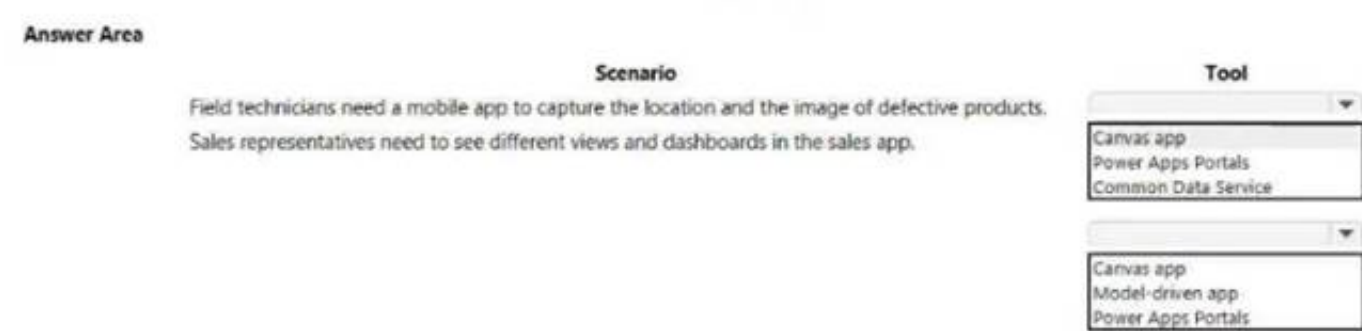 Answer Area
Scenario Tool
Field technicians need a mobile app to capture the location and the image of defective products.
Sales representatives need to see different views and dashboards in the sales app.
Canvas app
Power Apps Portals
Common Data Service
Canvas app
Model-driven app
Power Apps Portals